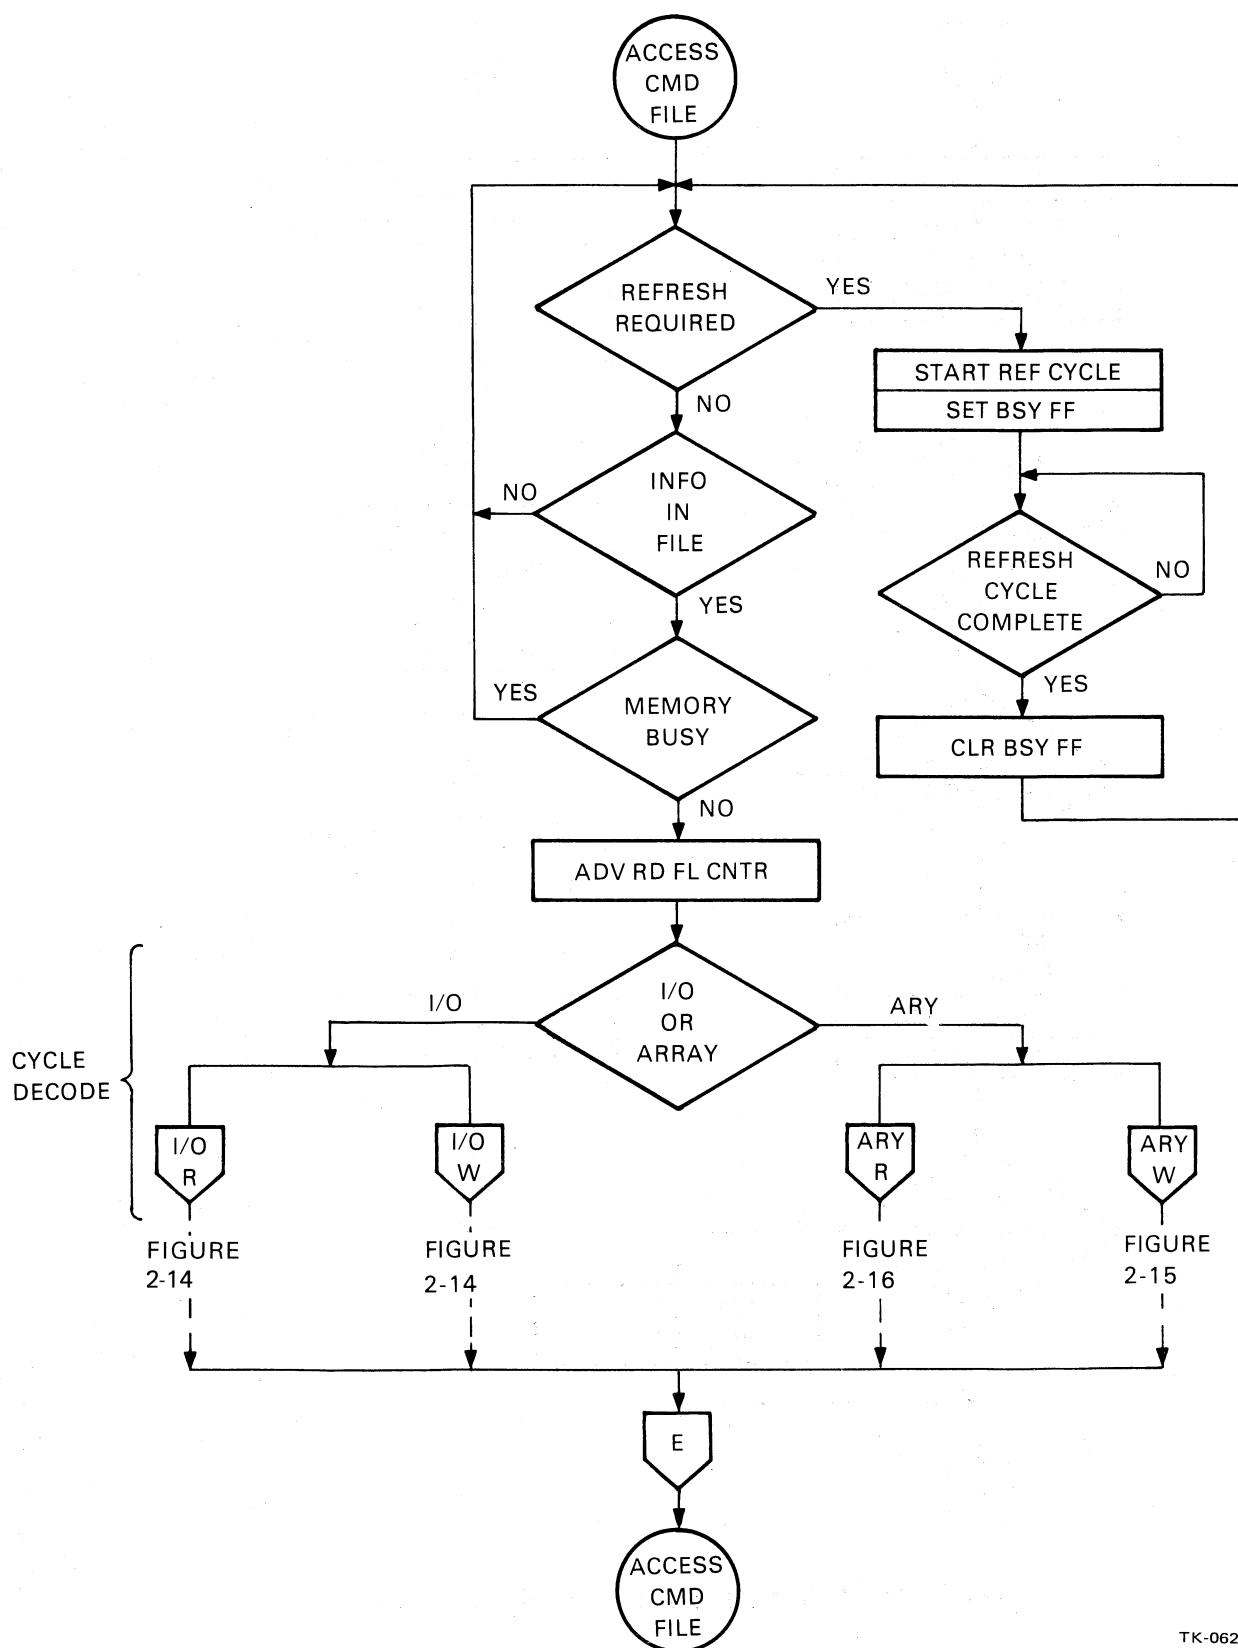 ACCESS
CMD
FILE
REFRESH
REQUIRED
YES
START REF CYCLE
SET BSY FF
NO
INFO
IN
FILE
NO
REFRESH
CYCLE
COMPLETE
NO
YES
MEMORY
BUSY
YES
YES
CLR BSY FF
NO
ADV RD FL CNTR
I/O
OR
ARRAY
I/O
ARY
CYCLE
DECODE
I/O
R
I/O
W
ARY
R
ARY
W
FIGURE
2-14
FIGURE
2-14
FIGURE
2-16
FIGURE
2-15
E
ACCESS
CMD
FILE
TK-062